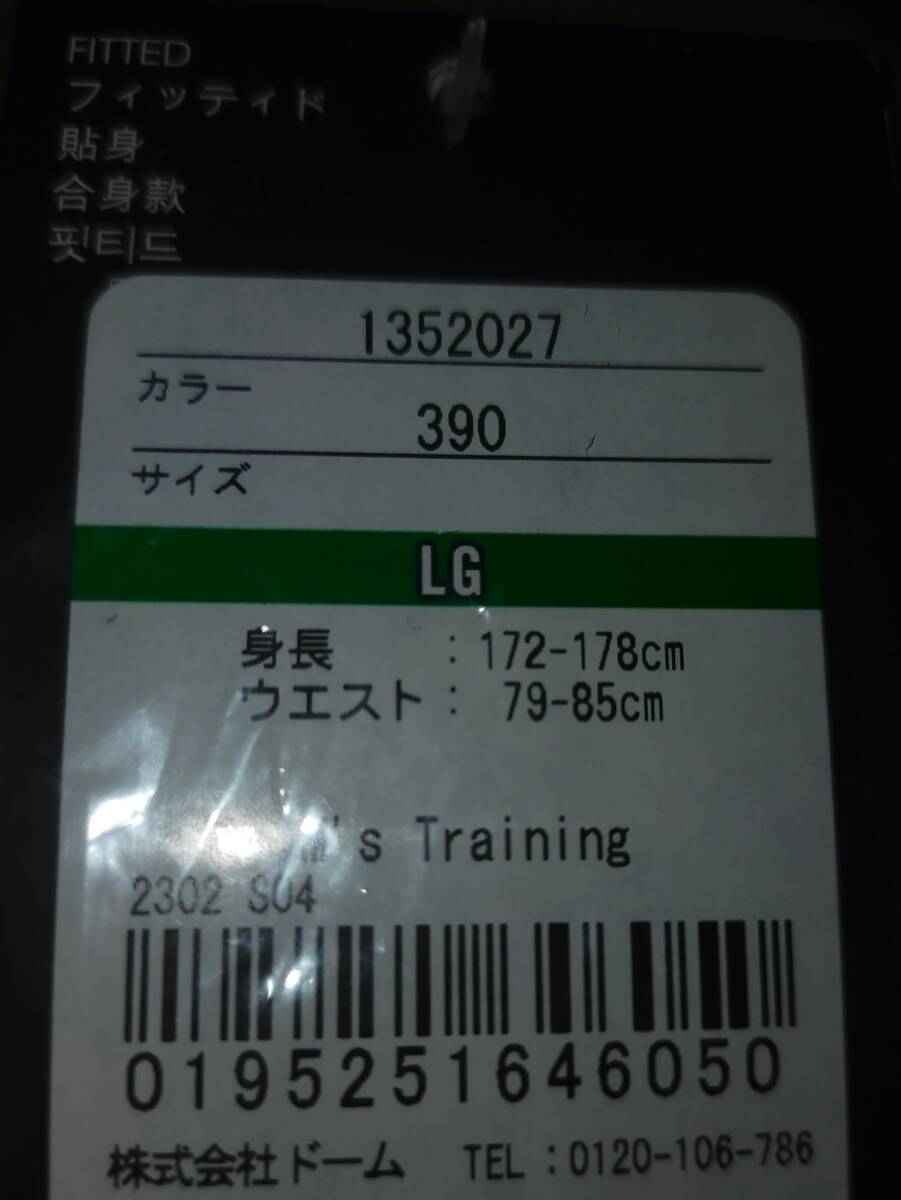 FITTED
フィッティド
貼身
合身款
핏티드
1352027
カラー
390
サイズ
LG
身長 : 172-178cm
ウエスト: 79-85cm
M's Training
2302 S04
0195251646050
株式会社ドーム TEL:0120-106-786